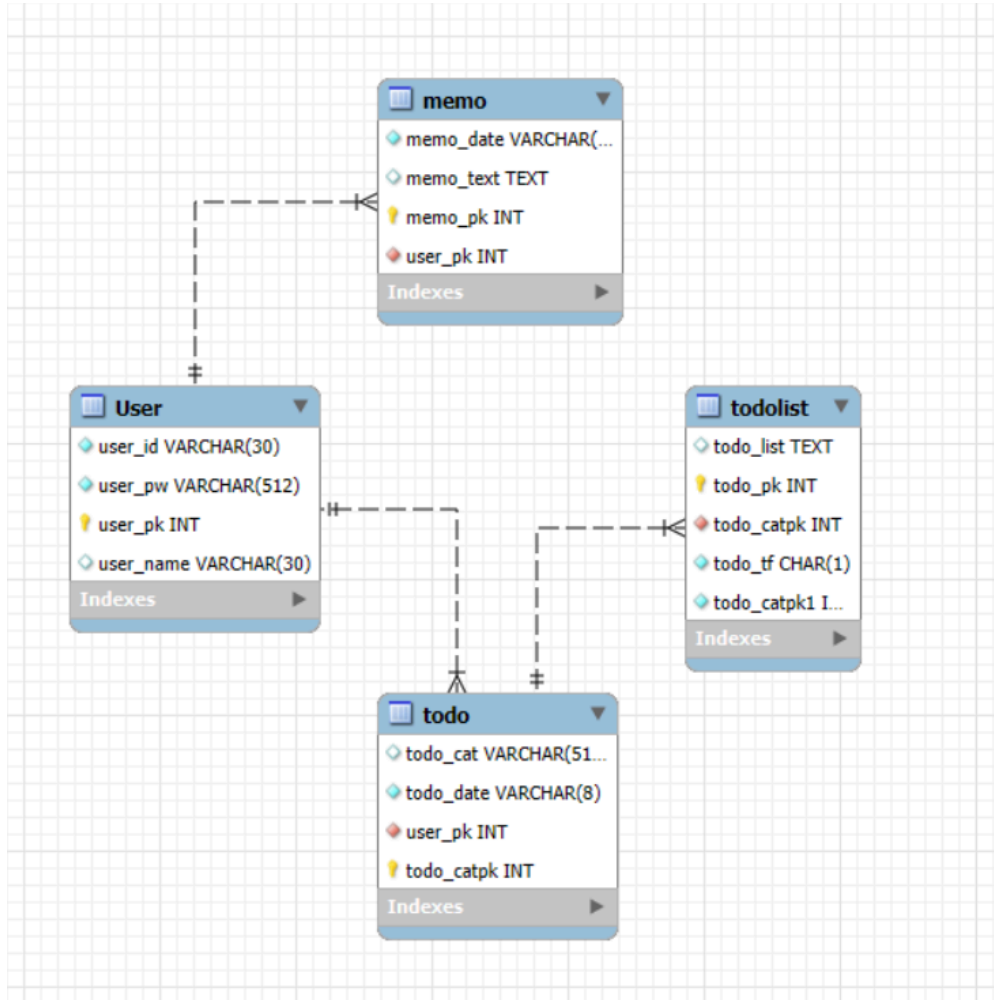 memo
memo_date VARCHAR(...
memo_text TEXT
memo_pk INT
user_pk INT
Indexes
User
user_id VARCHAR(30)
user_pw VARCHAR(512)
user_pk INT
user_name VARCHAR(30)
Indexes
todolist
todo_list TEXT
todo_pk INT
todo_catpk INT
todo_tf CHAR(1)
todo_catpk1 I...
Indexes
todo
todo_cat VARCHAR(51...
todo_date VARCHAR(8)
user_pk INT
todo_catpk INT
Indexes